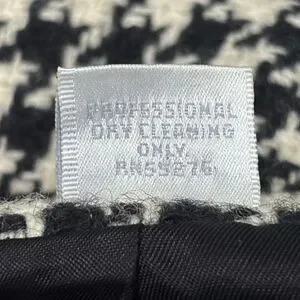 PROFESSIONAL
DRY CLEANING
ONLY
RN55276